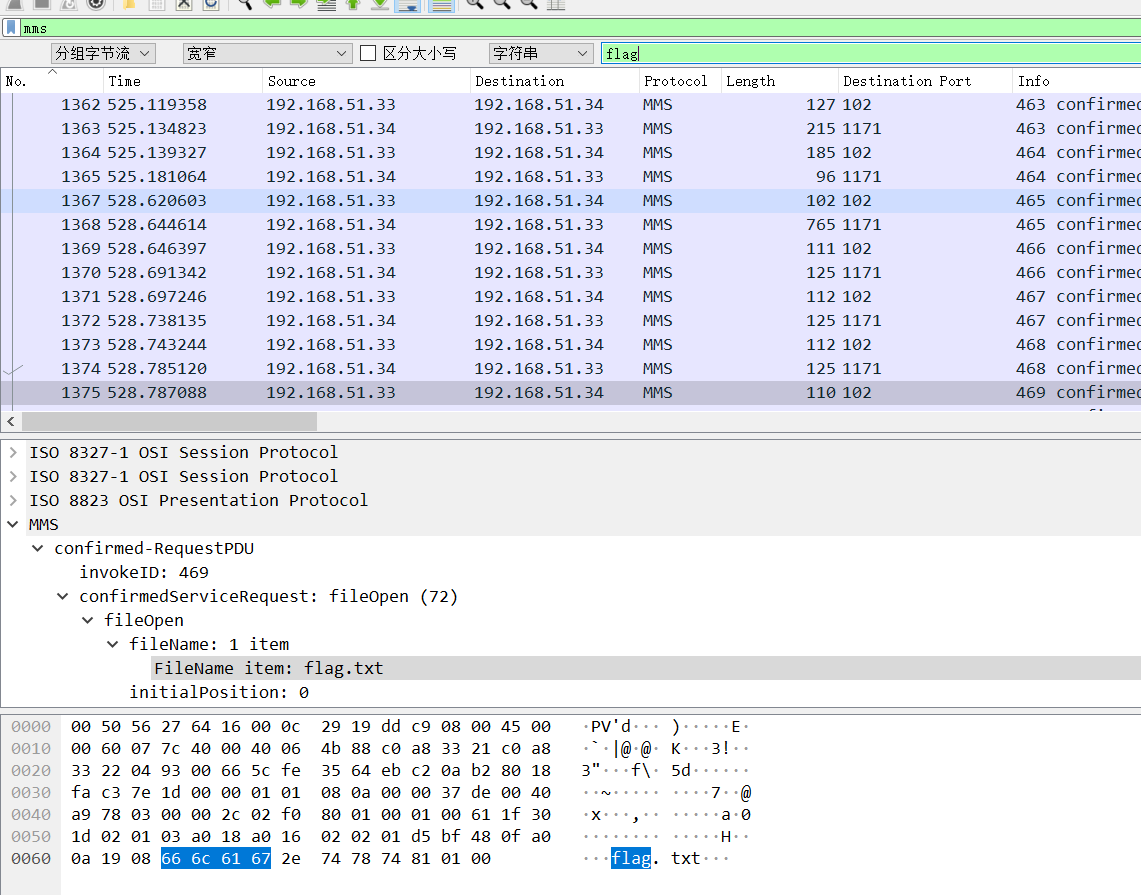 mms
分组字节流 宽窄 区分大小写 字符串 flag
No. Time Source Destination Protocol Length Destination Port Info
1362 525.119358 192.168.51.33 192.168.51.34 MMS 127 102 463 confirmed
1363 525.134823 192.168.51.34 192.168.51.33 MMS 215 1171 463 confirmed
1364 525.139327 192.168.51.33 192.168.51.34 MMS 185 102 464 confirmed
1365 525.181064 192.168.51.34 192.168.51.33 MMS 96 1171 464 confirmed
1367 528.620603 192.168.51.33 192.168.51.34 MMS 102 102 465 confirmed
1368 528.644614 192.168.51.34 192.168.51.33 MMS 765 1171 465 confirmed
1369 528.646397 192.168.51.33 192.168.51.34 MMS 111 102 466 confirmed
1370 528.691342 192.168.51.34 192.168.51.33 MMS 125 1171 466 confirmed
1371 528.697246 192.168.51.33 192.168.51.34 MMS 112 102 467 confirmed
1372 528.738135 192.168.51.34 192.168.51.33 MMS 125 1171 467 confirmed
1373 528.743244 192.168.51.33 192.168.51.34 MMS 112 102 468 confirmed
1374 528.785120 192.168.51.34 192.168.51.33 MMS 125 1171 468 confirmed
1375 528.787088 192.168.51.33 192.168.51.34 MMS 110 102 469 confirmed
ISO 8327-1 OSI Session Protocol
ISO 8327-1 OSI Session Protocol
ISO 8823 OSI Presentation Protocol
MMS
confirmed-RequestPDU
invokeID: 469
confirmedServiceRequest: fileOpen (72)
fileOpen
fileName: 1 item
FileName item: flag.txt
initialPosition: 0
0000 00 50 56 27 64 16 00 0c 29 19 dd c9 08 00 45 00 ·PV'd··· )·····E·
0010 00 60 07 7c 40 00 40 06 4b 88 c0 a8 33 21 c0 a8 ·`·|@·@· K···3!··
0020 33 22 04 93 00 66 5c fe 35 64 eb c2 0a b2 80 18 3"···f\· 5d······
0030 fa c3 7e 1d 00 00 01 01 08 0a 00 00 37 de 00 40 ··~····· ····7··@
0040 a9 78 03 00 00 2c 02 f0 80 01 00 01 00 61 1f 30 ·x···,·· ·····a·0
0050 1d 02 01 03 a0 18 a0 16 02 02 01 d5 bf 48 0f a0 ········ ·····H··
0060 0a 19 08 66 6c 61 67 2e 74 78 74 81 01 00 ···flag. txt···